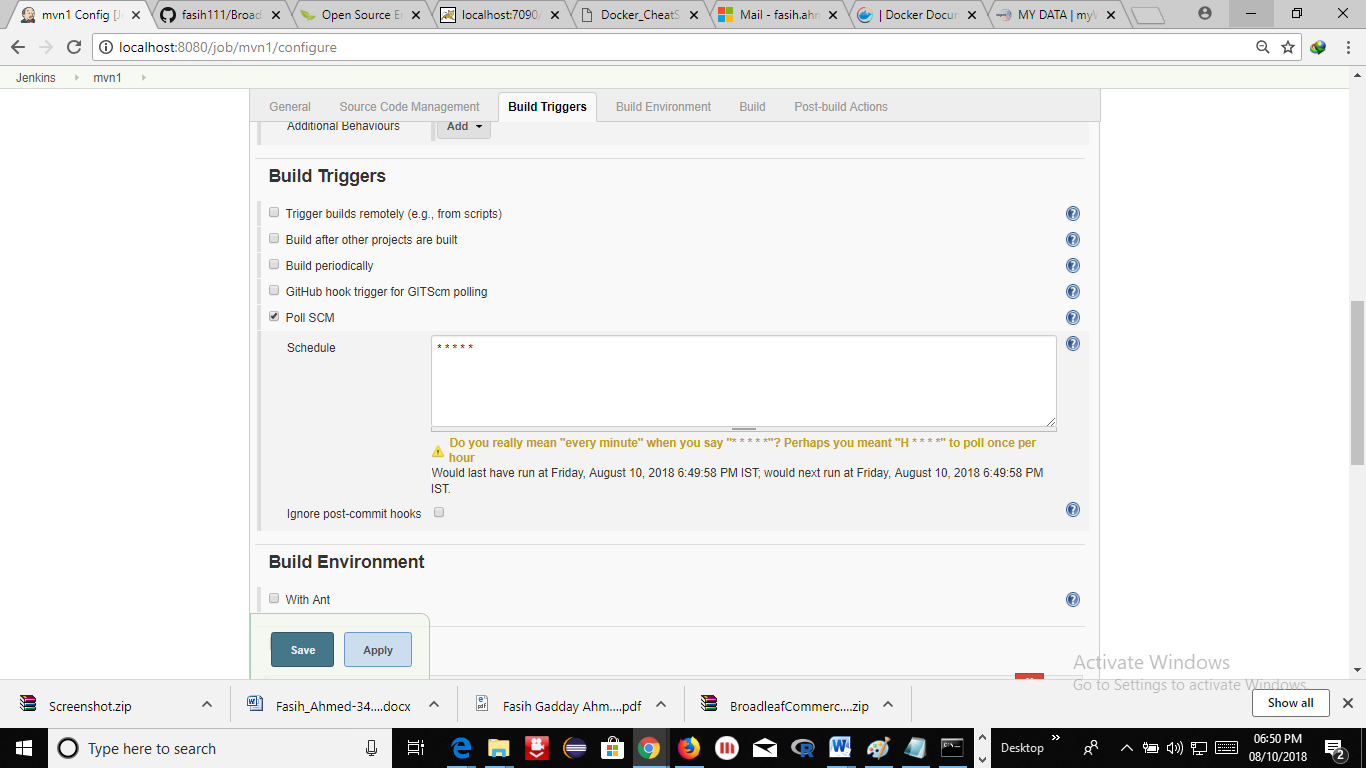 mvn1 Config [J
fasih111/Broad
Open Source E
localhost:7090/
Docker_CheatS
Mail - fasih.ahm
| Docker Docum
MY DATA | myV
localhost:8080/job/mvn1/configure
Jenkins
mvn1
General
Source Code Management
Build Triggers
Build Environment
Build
Post-build Actions
Additional Behaviours
Add
Build Triggers
Trigger builds remotely (e.g., from scripts)
Build after other projects are built
Build periodically
GitHub hook trigger for GITScm polling
Poll SCM
Schedule
* * * * *
Do you really mean "every minute" when you say "* * * * *"? Perhaps you meant "H * * * *" to poll once per
hour
Would last have run at Friday, August 10, 2018 6:49:58 PM IST; would next run at Friday, August 10, 2018 6:49:58 PM
IST.
Ignore post-commit hooks
Build Environment
With Ant
Save
Apply
Activate Windows
Go to Settings to activate Windows.
Screenshot.zip
Fasih_Ahmed-34....docx
Fasih Gadday Ahm....pdf
BroadleafCommerc....zip
Show all
Type here to search
Desktop
06:50 PM
08/10/2018
2